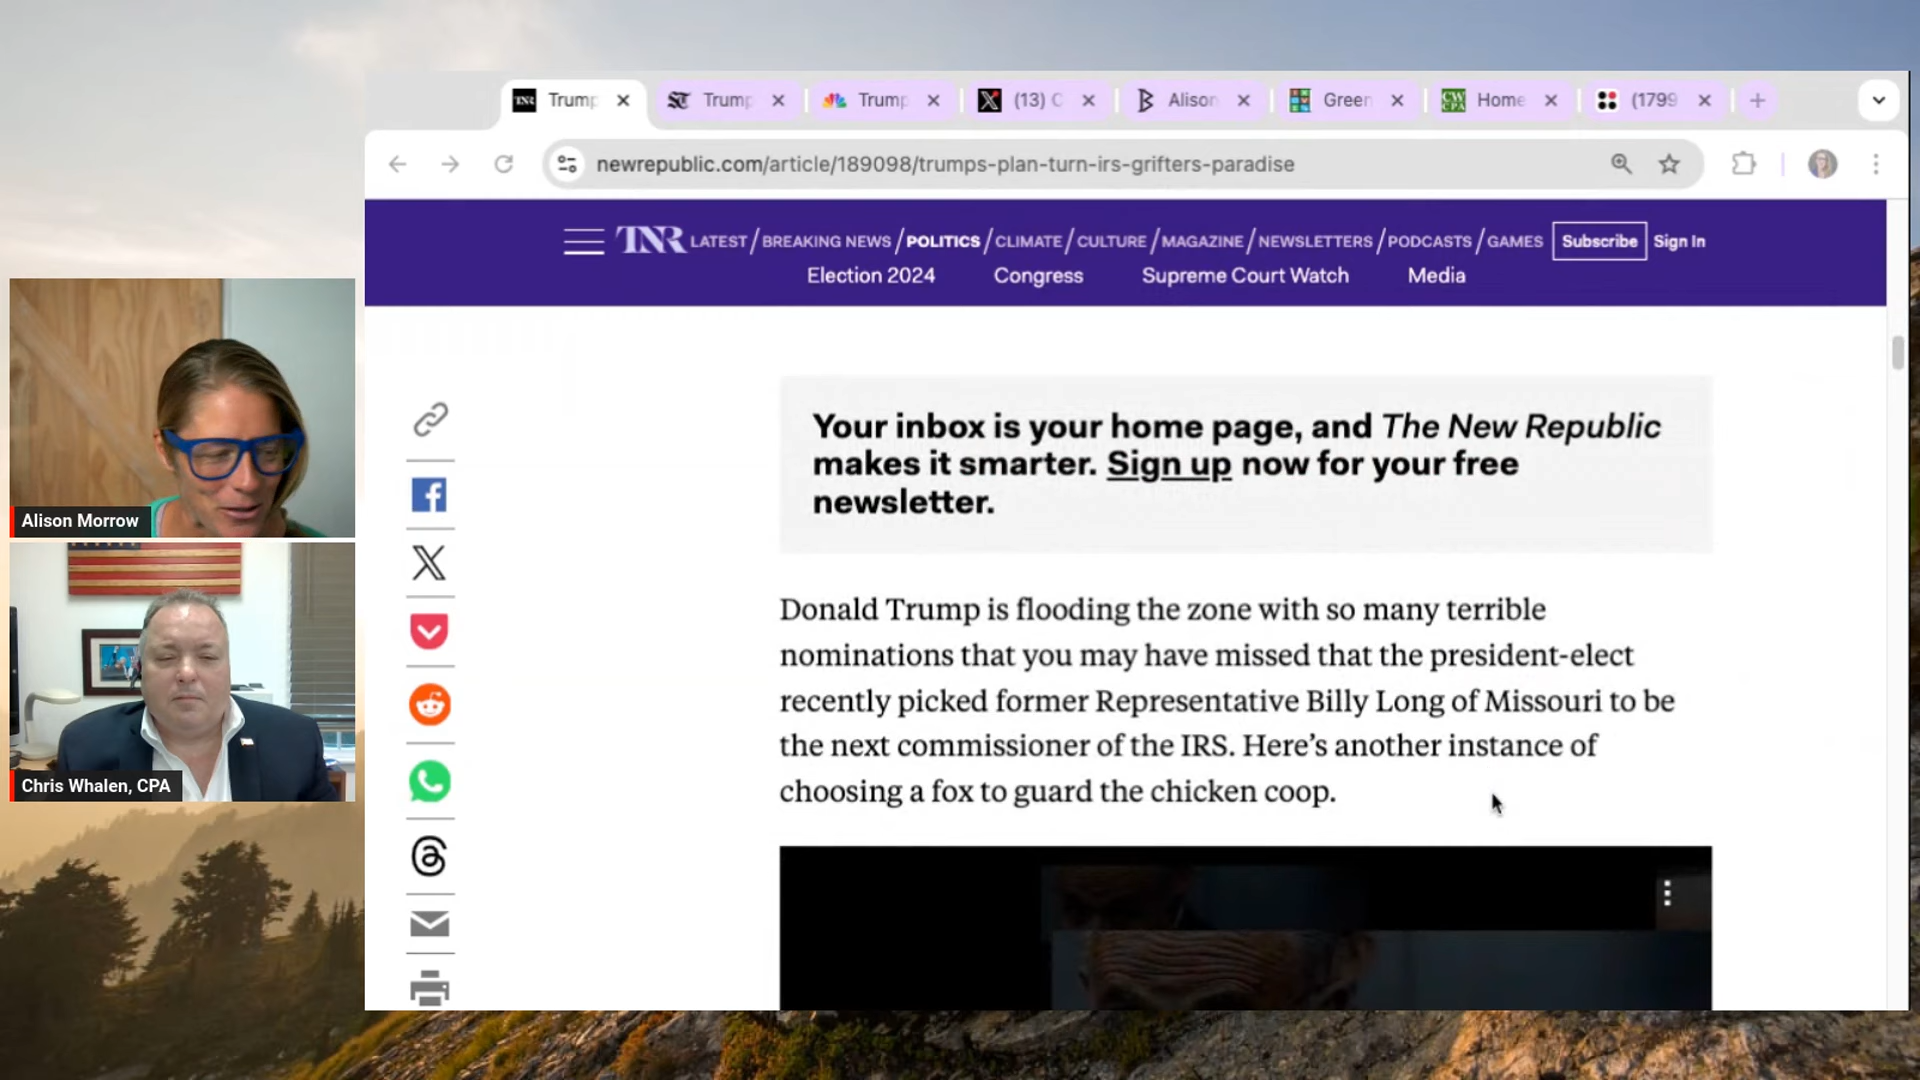 Trump
Trump
Trump
(13) C
Alison
Green
CW CPA
Home
(1799
newrepublic.com/article/189098/trumps-plan-turn-irs-grifters-paradise
TNR LATEST / BREAKING NEWS / POLITICS / CLIMATE / CULTURE / MAGAZINE / NEWSLETTERS / PODCASTS / GAMES Subscribe Sign In
Election 2024 Congress Supreme Court Watch Media
Your inbox is your home page, and The New Republic
makes it smarter. Sign up now for your free
newsletter.
Alison Morrow
Donald Trump is flooding the zone with so many terrible
nominations that you may have missed that the president-elect
recently picked former Representative Billy Long of Missouri to be
the next commissioner of the IRS. Here’s another instance of
choosing a fox to guard the chicken coop.
Chris Whalen, CPA